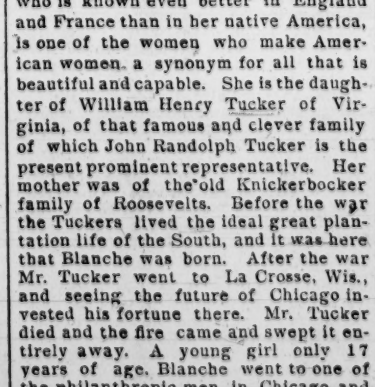 who is known even better in England
and France than in her native America,
is one of the women who make Amer-
ican women a synonym for all that is
beautiful and capable. She is the daugh-
ter of William Henry Tucker of Vir-
ginia, of that famous and clever family
of which John Randolph Tucker is the
present prominent representative. Her
mother was of the old Knickerbocker
family of Roosevelts. Before the war
the Tuckers lived the ideal great plan-
tation life of the South, and it was here
that Blanche was born. After the war
Mr. Tucker went to La Crosse, Wis.,
and seeing the future of Chicago in-
vested his fortune there. Mr. Tucker
died and the fire came and swept it en-
tirely away. A young girl only 17
years of age, Blanche went to one of
the philanthropic men in Chicago and